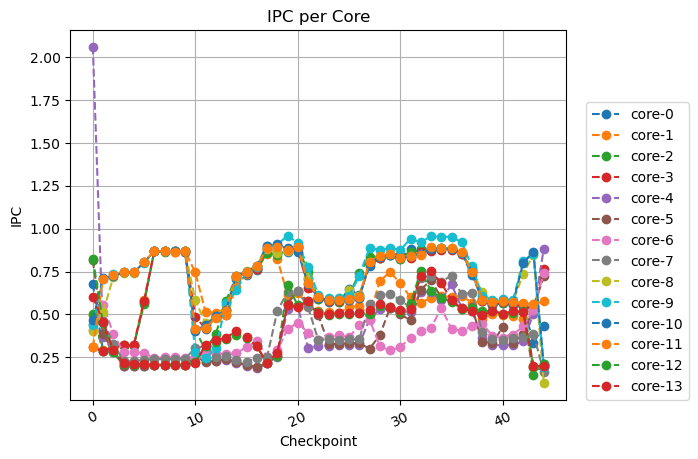 IPC per Core
IPC
2.00
1.75
1.50
1.25
1.00
0.75
0.50
0.25
0
10
20
30
40
Checkpoint
core-0
core-1
core-2
core-3
core-4
core-5
core-6
core-7
core-8
core-9
core-10
core-11
core-12
core-13